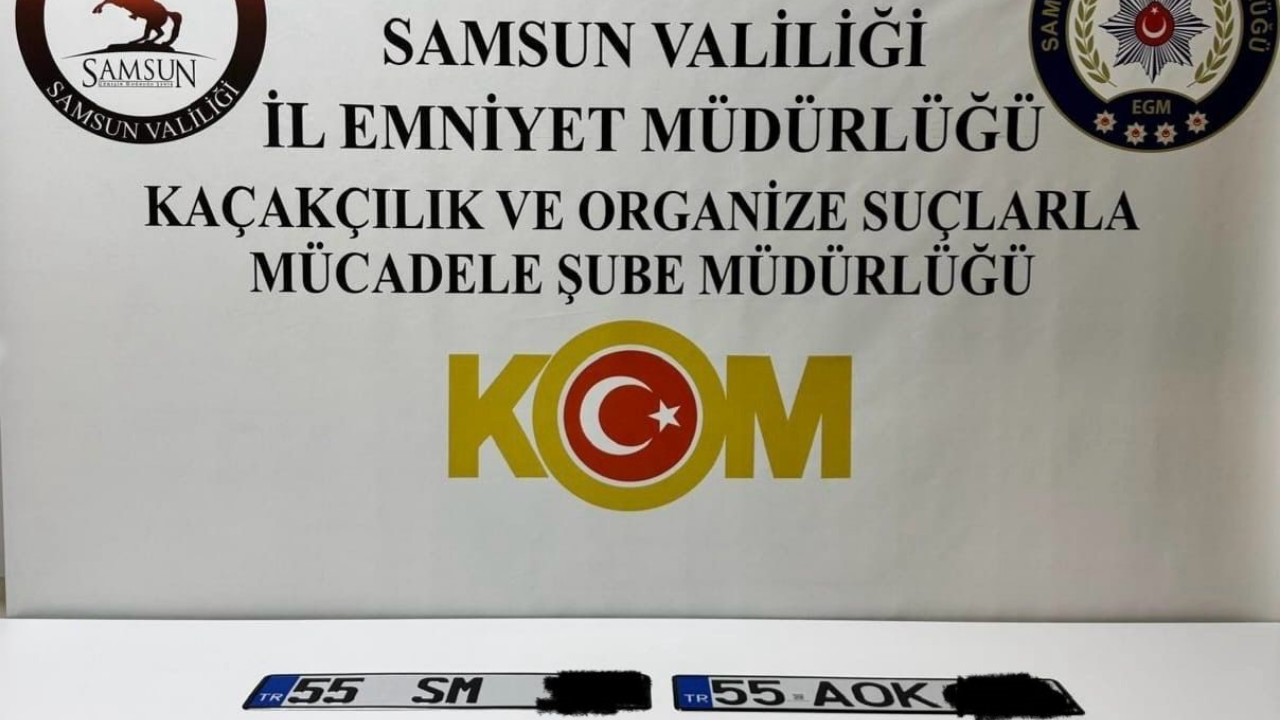 SAMSUN VALİLİĞİ
İL EMNİYET MÜDÜRLÜĞÜ
KAÇAKÇILIK VE ORGANİZE SUÇLARLA
MÜCADELE ŞUBE MÜDÜRLÜĞÜ
SAMSUN
SAMSUN VALİLİĞİ
EGM
KOM
TR 55 SM
TR 55 AOK